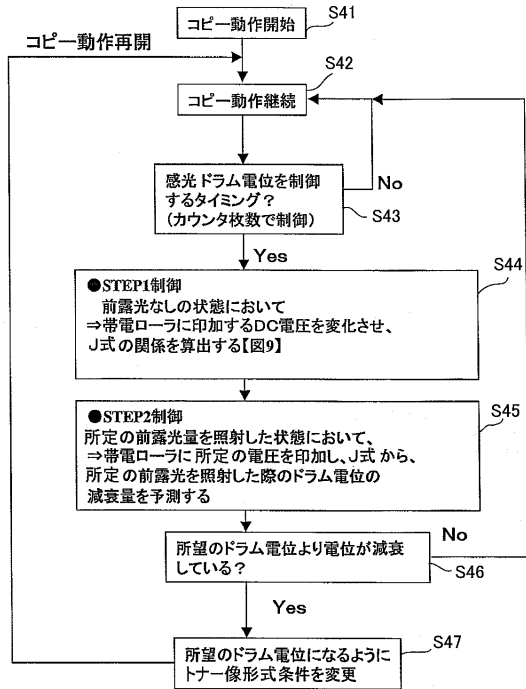 コピー動作開始
S41
コピー動作再開
S42
コピー動作継続
感光ドラム電位を制御
するタイミング？
(カウンタ枚数で制御)
No
S43
Yes
S44
●STEP1制御
前露光なしの状態において
⇒帯電ローラに印加するDC電圧を変化させ、
J式の関係を算出する【図9】
S45
●STEP2制御
所定の前露光量を照射した状態において、
⇒帯電ローラに所定の電圧を印加し、J式から、
所定の前露光を照射した際のドラム電位の
減衰量を予測する
所望のドラム電位より電位が減衰
している？
No
S46
Yes
S47
所望のドラム電位になるように
トナー像形式条件を変更